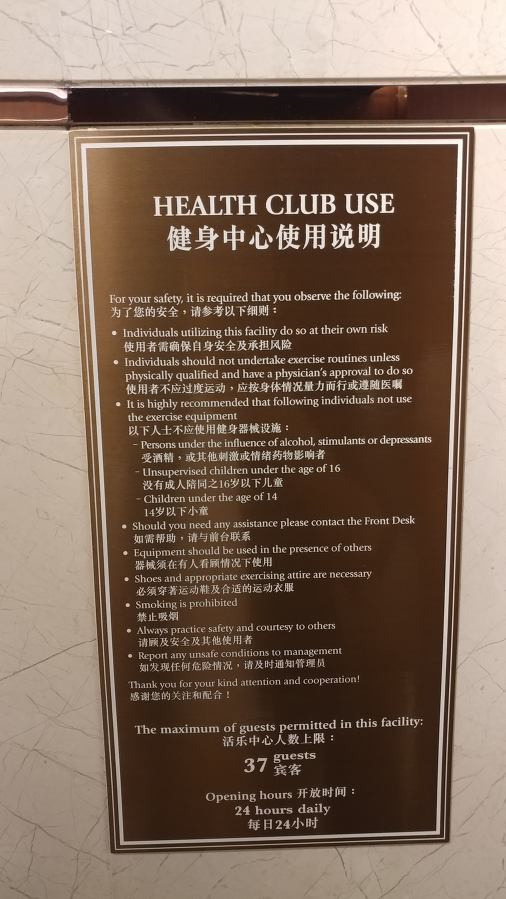 HEALTH CLUB USE
健身中心使用说明
For your safety, it is required that you observe the following:
为了您的安全，请参考以下细则：
• Individuals utilizing this facility do so at their own risk
使用者需确保自身安全及承担风险
• Individuals should not undertake exercise routines unless
physically qualified and have a physician's approval to do so
使用者不应过度运动，应按身体情况量力而行或遵随医嘱
• It is highly recommended that following individuals not use
the exercise equipment
以下人士不应使用健身器械设施：
– Persons under the influence of alcohol, stimulants or depressants
受酒精，或其他刺激或情绪药物影响者
– Unsupervised children under the age of 16
没有成人陪同之16岁以下儿童
– Children under the age of 14
14岁以下小童
• Should you need any assistance please contact the Front Desk
如需帮助，请与前台联系
• Equipment should be used in the presence of others
器械须在有人看顾情况下使用
• Shoes and appropriate exercising attire are necessary
必须穿著运动鞋及合适的运动衣服
• Smoking is prohibited
禁止吸烟
• Always practice safety and courtesy to others
请顾及安全及其他使用者
• Report any unsafe conditions to management
如发现任何危险情况，请及时通知管理员
Thank you for your kind attention and cooperation!
感谢您的关注和配合！
The maximum of guests permitted in this facility:
活乐中心人数上限：
37 guests
宾客
Opening hours 开放时间：
24 hours daily
每日24小时